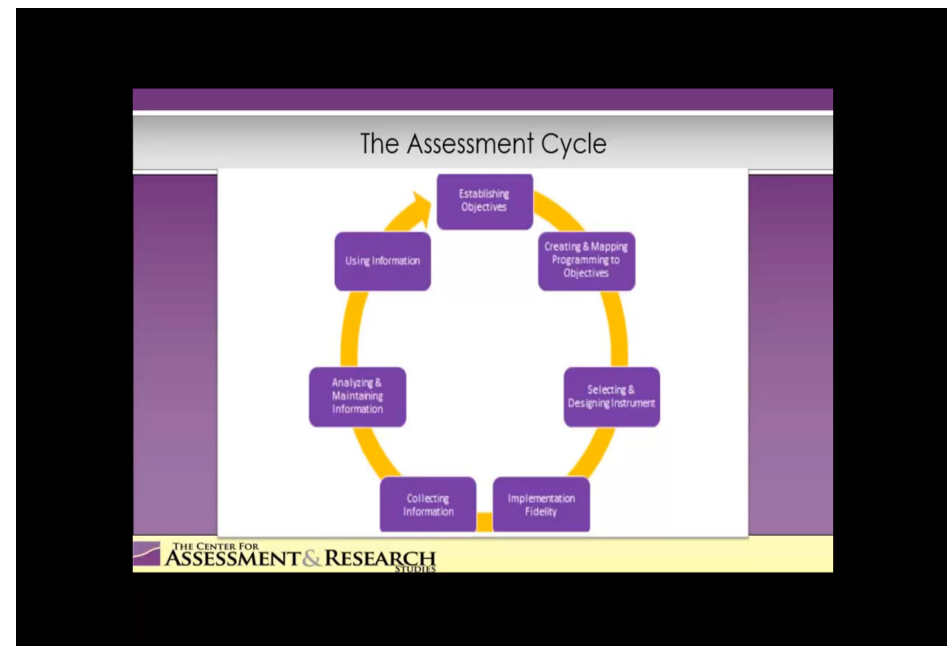 The Assessment Cycle
Establishing
Objectives
Creating & Mapping
Programming to
Objectives
Selecting &
Designing Instrument
Implementation
Fidelity
Collecting
Information
Analyzing &
Maintaining
Information
Using Information
THE CENTER FOR
ASSESSMENT & RESEARCH
STUDIES